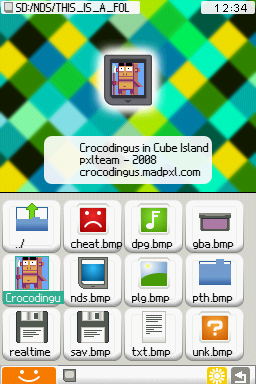 SD:/NDS/THIS_IS_A_FOL 12:34
Crocodingus in Cube Island
pxlteam - 2008
crocodingus.madpxl.com
../ cheat.bmp dpg.bmp gba.bmp
Crocodingu nds.bmp plg.bmp pth.bmp
realtime sav.bmp txt.bmp unk.bmp